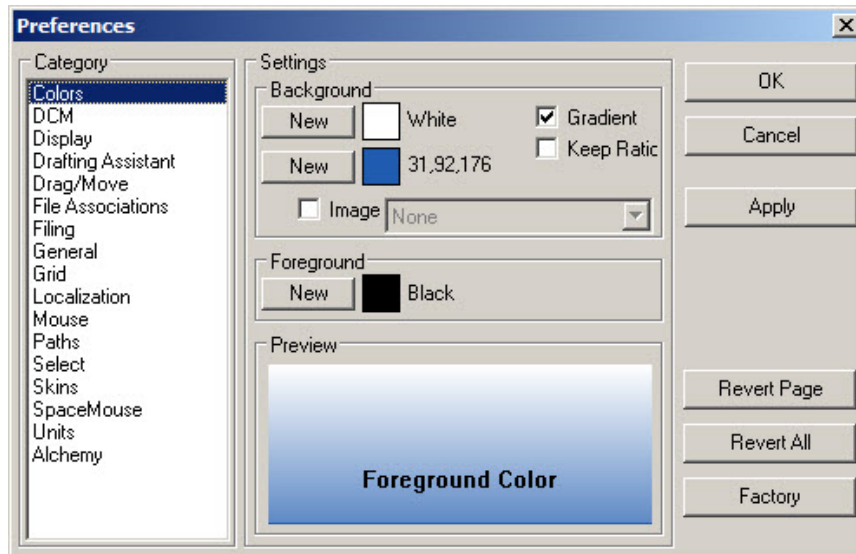 Preferences
Category
Colors
DCM
Display
Drafting Assistant
Drag/Move
File Associations
Filing
General
Grid
Localization
Mouse
Paths
Select
Skins
SpaceMouse
Units
Alchemy
Settings
Background
New White Gradient
Keep Ratic
New 31,92,176
Image None
Foreground
New Black
Preview
Foreground Color
OK
Cancel
Apply
Revert Page
Revert All
Factory